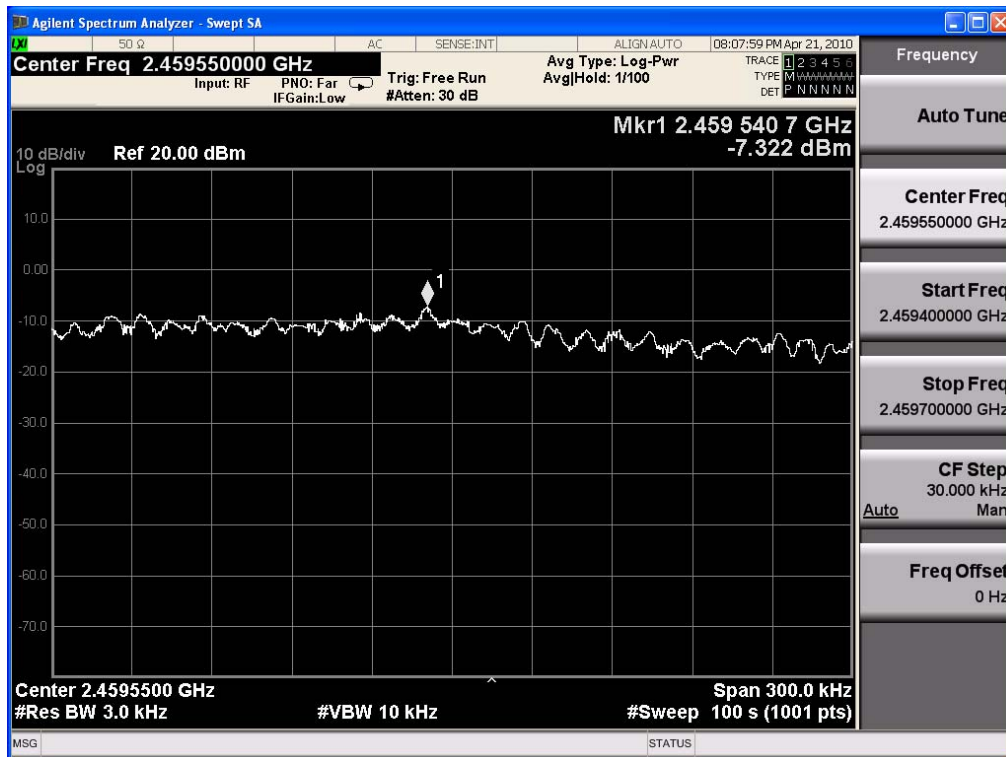 Agilent Spectrum Analyzer - Swept SA
LXI 50 Ω AC SENSE:INT ALIGN AUTO 08:07:59 PM Apr 21, 2010
Center Freq 2.459550000 GHz
Input: RF PNO: Far IFGain:Low
Trig: Free Run
#Atten: 30 dB
Avg Type: Log-Pwr
Avg|Hold: 1/100
TRACE 1 2 3 4 5 6
TYPE M WWWWW
DET P N N N N N
Mkr1 2.459 540 7 GHz
-7.322 dBm
10 dB/div Ref 20.00 dBm
Log
10.0
0.00
-10.0
-20.0
-30.0
-40.0
-50.0
-60.0
-70.0
1
Center 2.4595500 GHz Span 300.0 kHz
#Res BW 3.0 kHz #VBW 10 kHz #Sweep 100 s (1001 pts)
MSG STATUS
Frequency
Auto Tune
Center Freq
2.459550000 GHz
Start Freq
2.459400000 GHz
Stop Freq
2.459700000 GHz
CF Step
30.000 kHz
Auto Man
Freq Offset
0 Hz